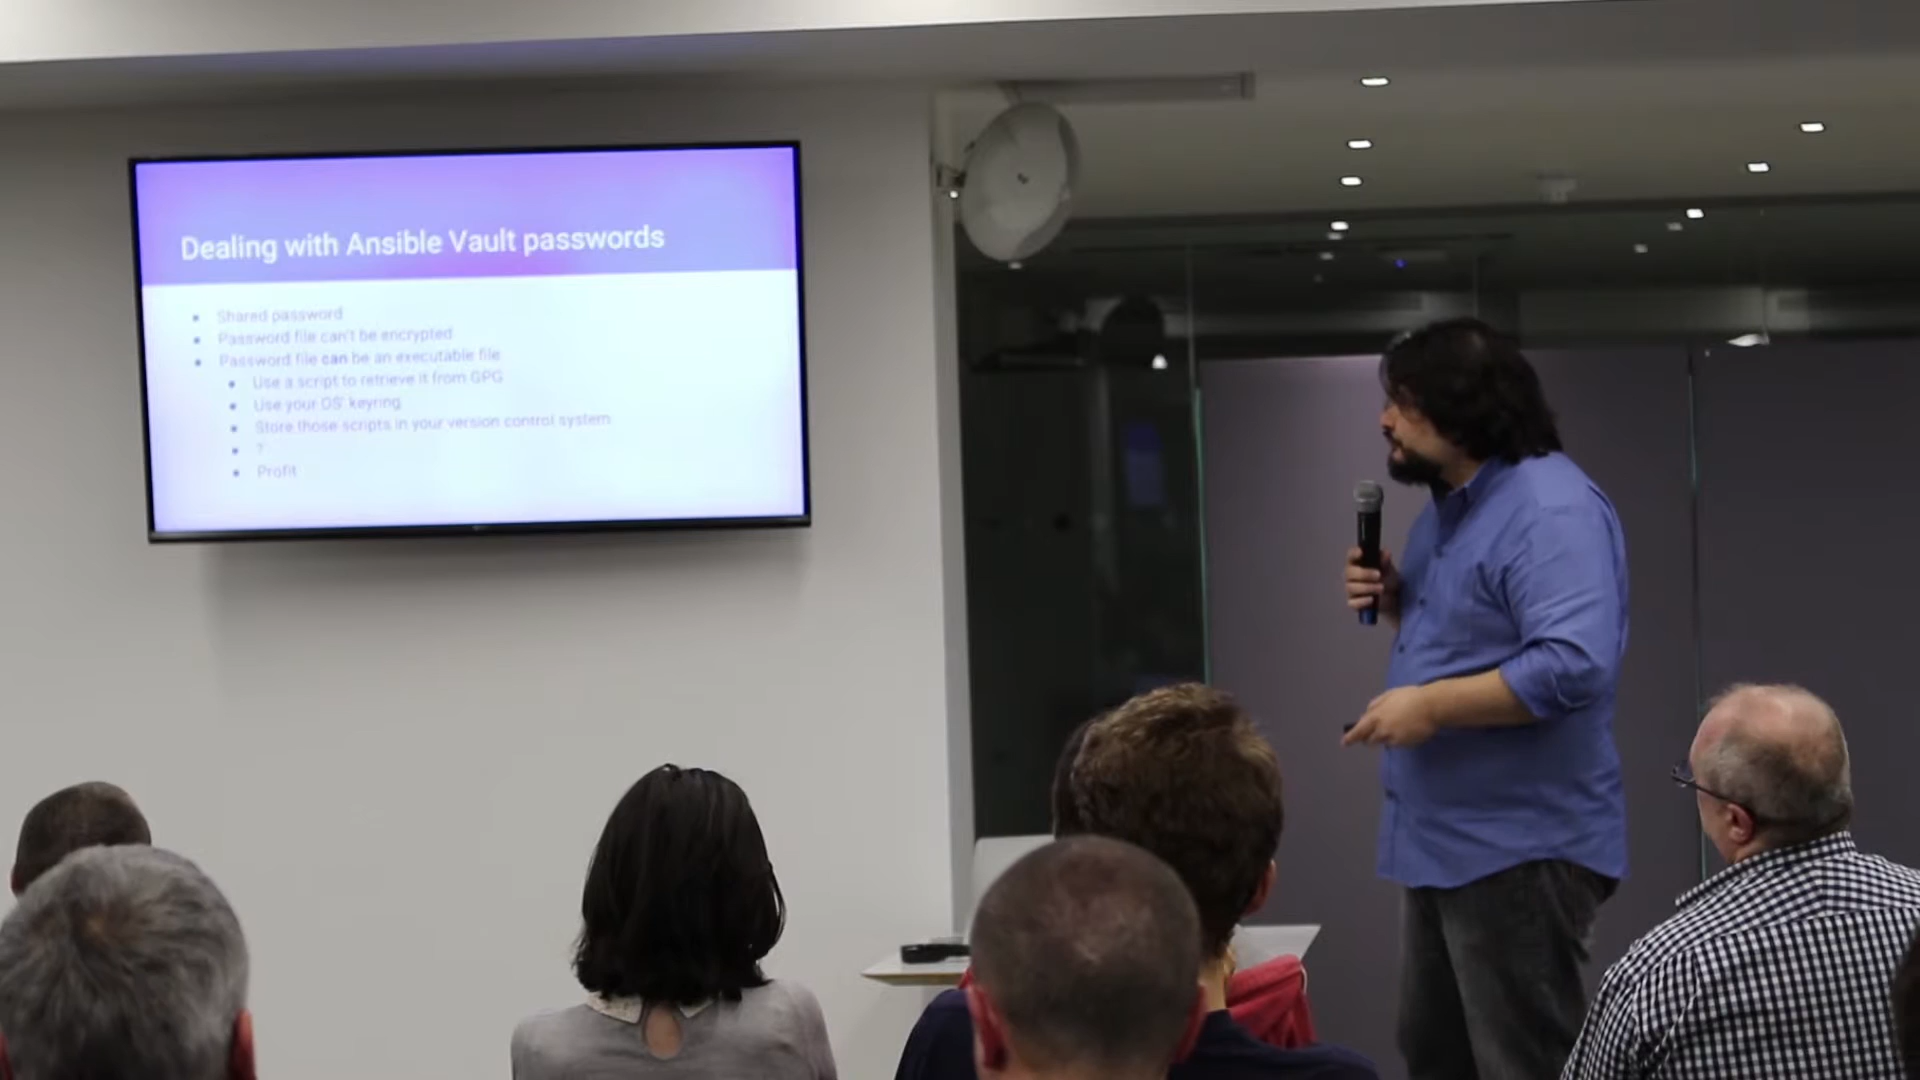 Dealing with Ansible Vault passwords
Shared password
Password file can't be encrypted
Password file can be an executable file
Use a script to retrieve it from GPG
Use your OS' keyring
Store those scripts in your version control system
?
Profit